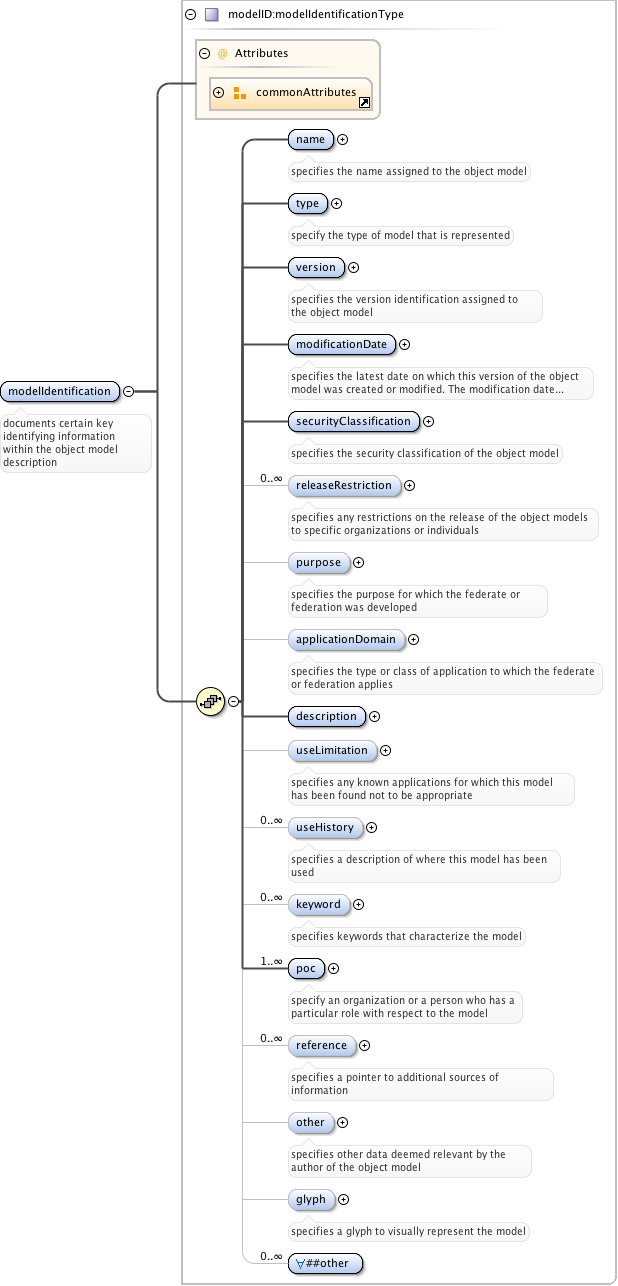 modelID:modelIdentificationType
@ Attributes
commonAttributes
name
specifies the name assigned to the object model
type
specify the type of model that is represented
version
specifies the version identification assigned to
the object model
modificationDate
specifies the latest date on which this version of the object
model was created or modified. The modification date...
modelIdentification
documents certain key
identifying information
within the object model
description
securityClassification
specifies the security classification of the object model
0..∞
releaseRestriction
specifies any restrictions on the release of the object models
to specific organizations or individuals
purpose
specifies the purpose for which the federate or
federation was developed
applicationDomain
specifies the type or class of application to which the federate
or federation applies
description
useLimitation
specifies any known applications for which this model
has been found not to be appropriate
0..∞
useHistory
specifies a description of where this model has been
used
0..∞
keyword
specifies keywords that characterize the model
1..∞
poc
specify an organization or a person who has a
particular role with respect to the model
0..∞
reference
specifies a pointer to additional sources of
information
other
specifies other data deemed relevant by the
author of the object model
glyph
specifies a glyph to visually represent the model
0..∞
∀##other